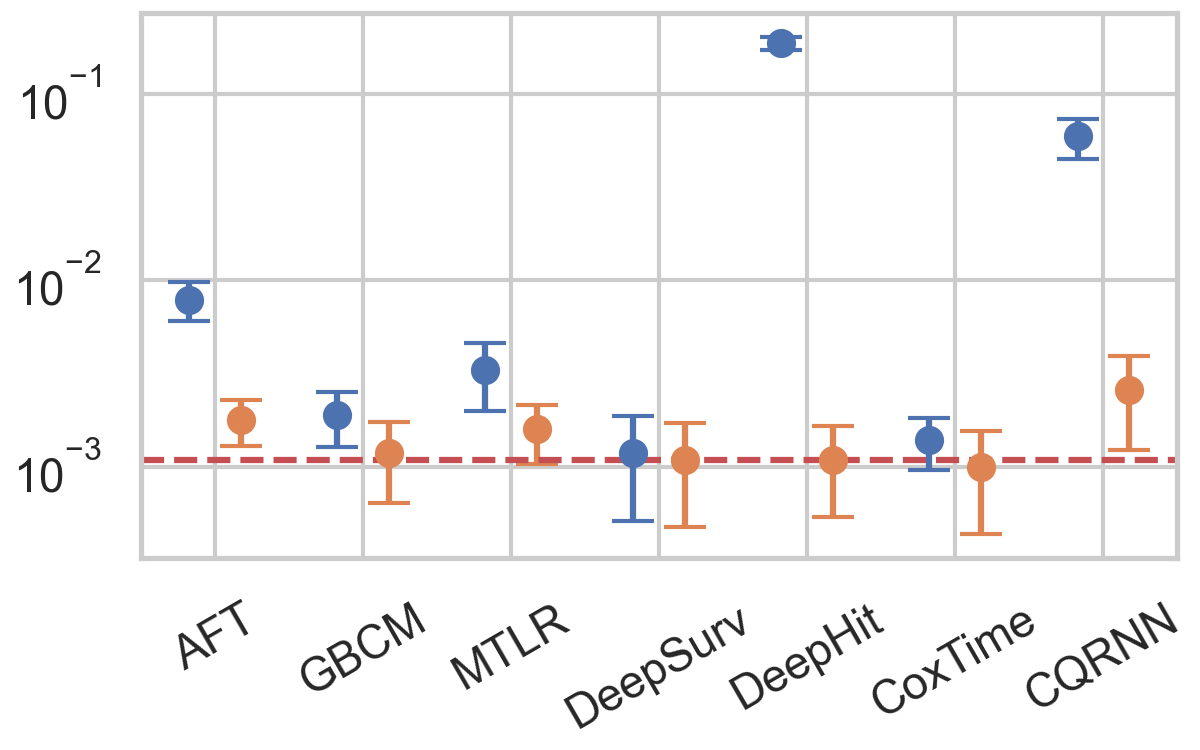 10⁻¹
10⁻²
10⁻³
AFT
GBCM
MTLR
DeepSurv
DeepHit
CoxTime
CQRNN